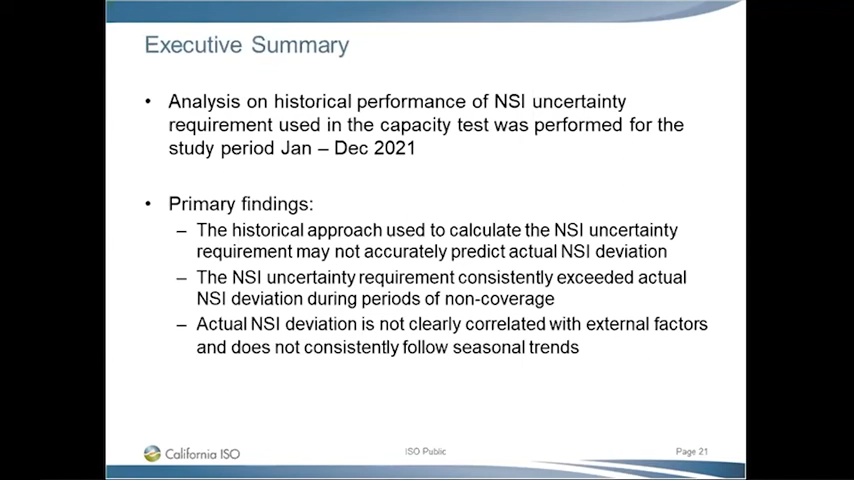 Executive Summary
• Analysis on historical performance of NSI uncertainty
requirement used in the capacity test was performed for the
study period Jan – Dec 2021
• Primary findings:
– The historical approach used to calculate the NSI uncertainty
requirement may not accurately predict actual NSI deviation
– The NSI uncertainty requirement consistently exceeded actual
NSI deviation during periods of non-coverage
– Actual NSI deviation is not clearly correlated with external factors
and does not consistently follow seasonal trends
California ISO
ISO Public
Page 21